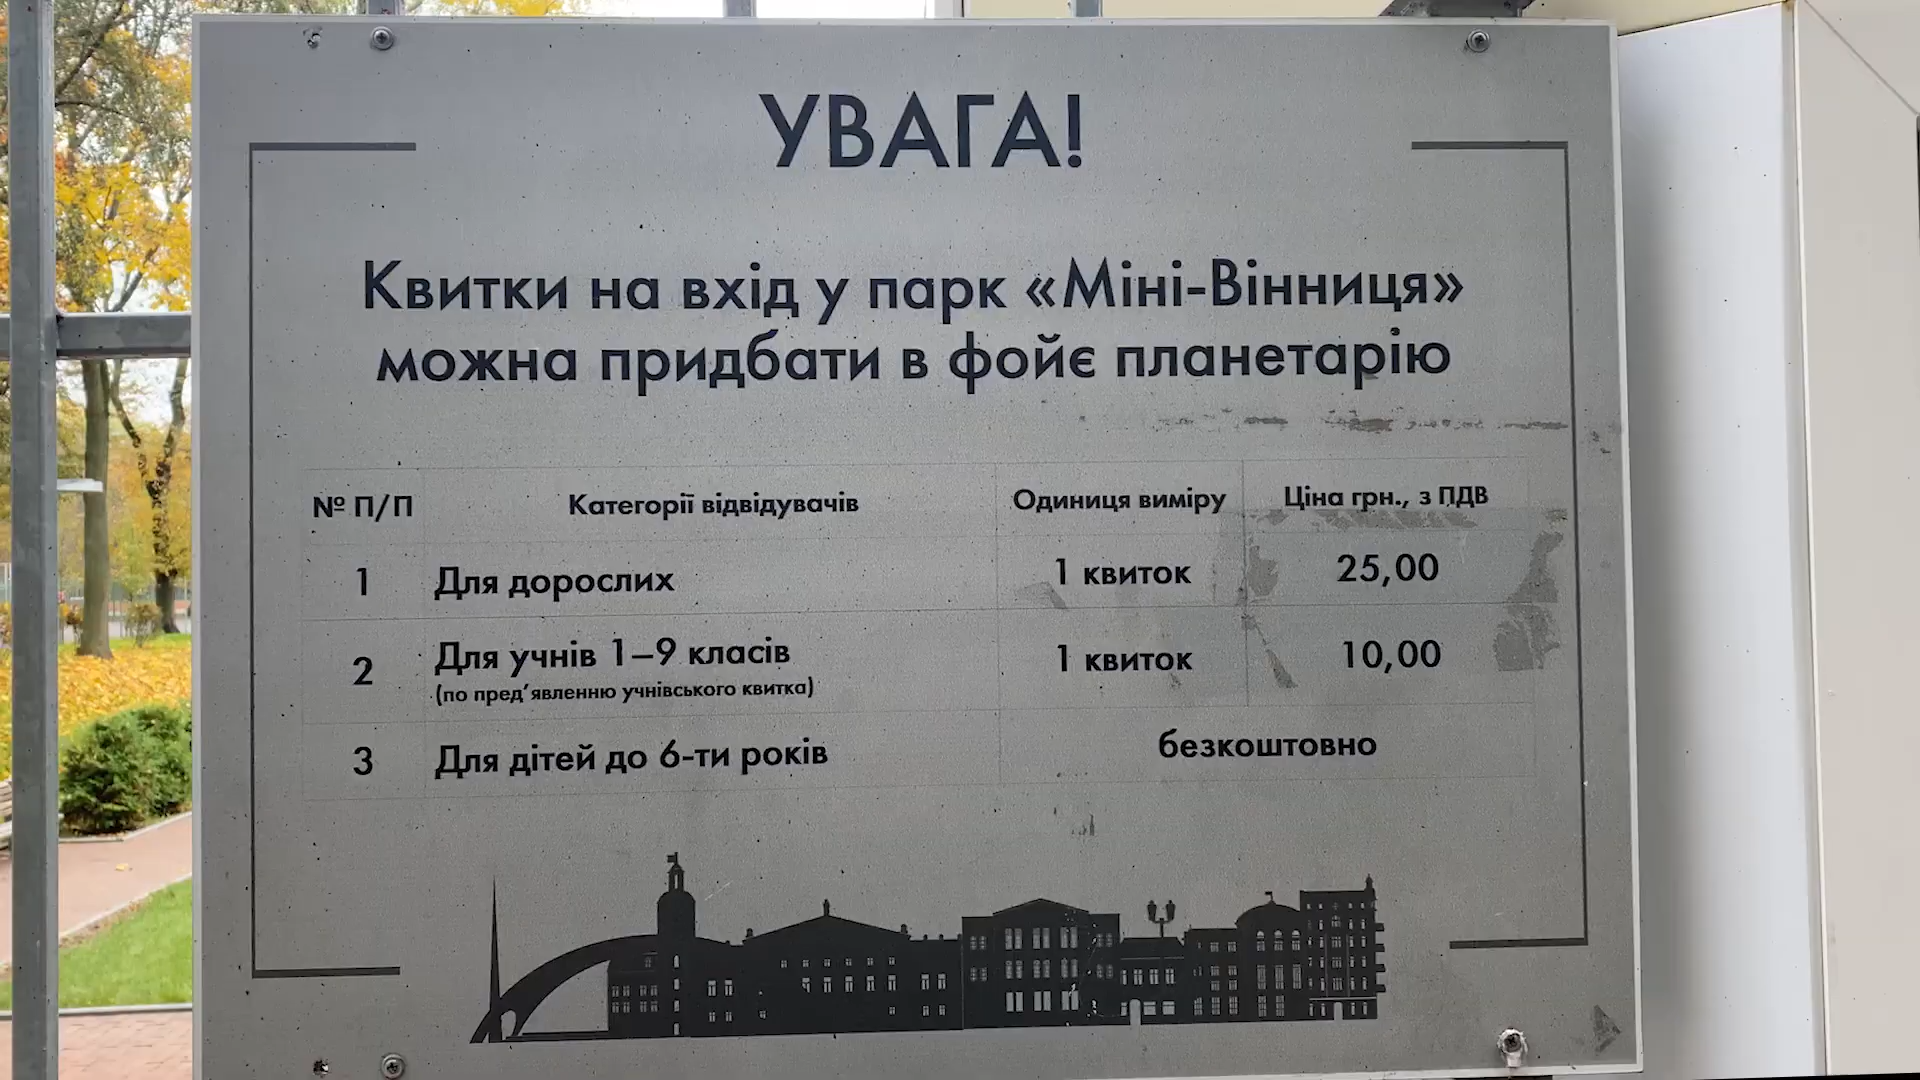 УВАГА!
Квитки на вхід у парк «Міні-Вінниця»
можна придбати в фойє планетарію
№ П/П Категорії відвідувачів Одиниця виміру Ціна грн., з ПДВ
1 Для дорослих 1 квиток 25,00
2 Для учнів 1–9 класів 1 квиток 10,00
(по пред’явленню учнівського квитка)
3 Для дітей до 6-ти років безкоштовно